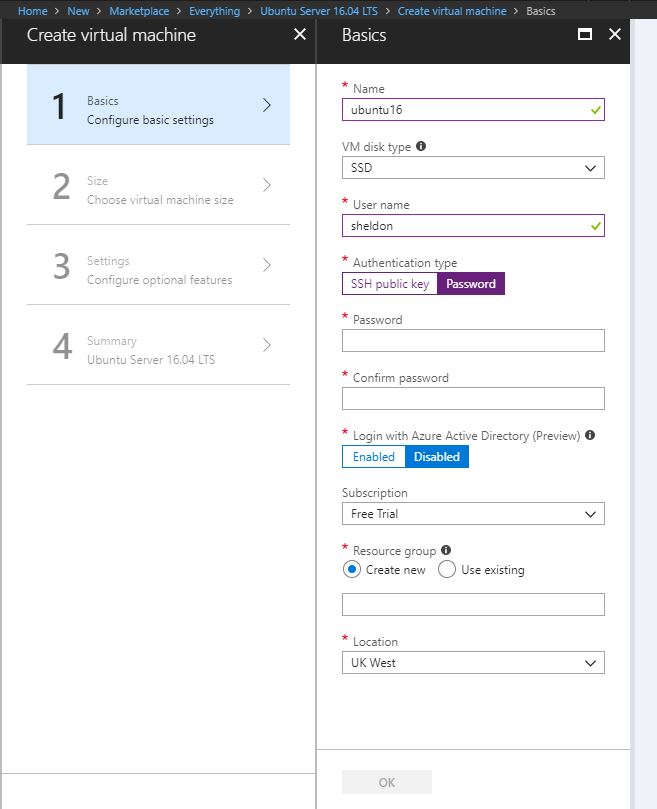 Home > New > Marketplace > Everything > Ubuntu Server 16.04 LTS > Create virtual machine > Basics
Create virtual machine
1
Basics
Configure basic settings
2
Size
Choose virtual machine size
3
Settings
Configure optional features
4
Summary
Ubuntu Server 16.04 LTS
Basics
* Name
ubuntu16
VM disk type
SSD
* User name
sheldon
* Authentication type
SSH public key Password
* Password
* Confirm password
* Login with Azure Active Directory (Preview)
Enabled Disabled
Subscription
Free Trial
* Resource group
Create new Use existing
* Location
UK West
OK